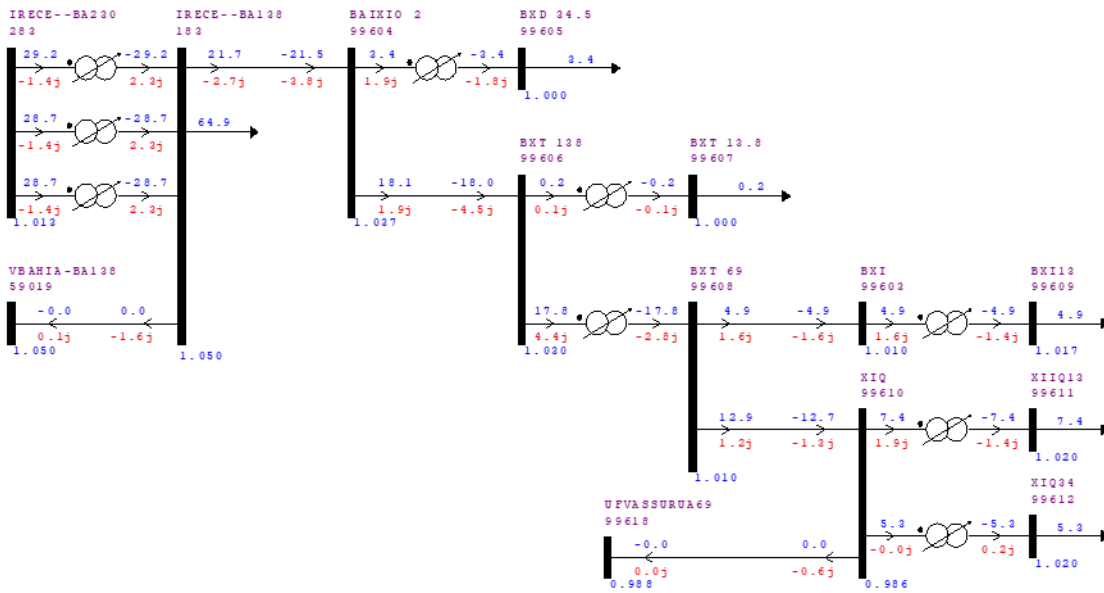 IRECE--BA230 IRECE--BA138 BAIXIO 2 BXD 34.5
283 183 99604 99605
29.2 -29.2 21.7 -21.5 3.4 -3.4 3.4
-1.4j 2.3j -2.7j -3.8j 1.9j -1.8j
1.000
28.7 -28.7 64.9
-1.4j 2.3j
BXT 138 BXT 13.8
99606 99607
28.7 -28.7 18.1 -18.0 0.2 -0.2 0.2
-1.4j 2.3j 1.9j -4.5j 0.1j -0.1j
1.013 1.037 1.000
VBAHIA-BA138 BXT 69 BXI BXI13
59019 99608 99603 99609
-0.0 0.0 17.8 -17.8 4.9 -4.9 4.9 -4.9 4.9
0.1j -1.6j 4.4j -2.8j 1.6j -1.6j 1.6j -1.4j
1.050 1.050 1.030 1.010 1.017
XIQ XIIQ13
99610 99611
12.9 -12.7 7.4 -7.4 7.4
1.2j -1.3j 1.9j -1.4j
1.010 1.020
UFVASSURUA69 XIQ34
99618 99612
5.3 -5.3 5.3
-0.0j 0.2j
-0.0 0.0 1.020
0.0j -0.6j
0.988 0.986